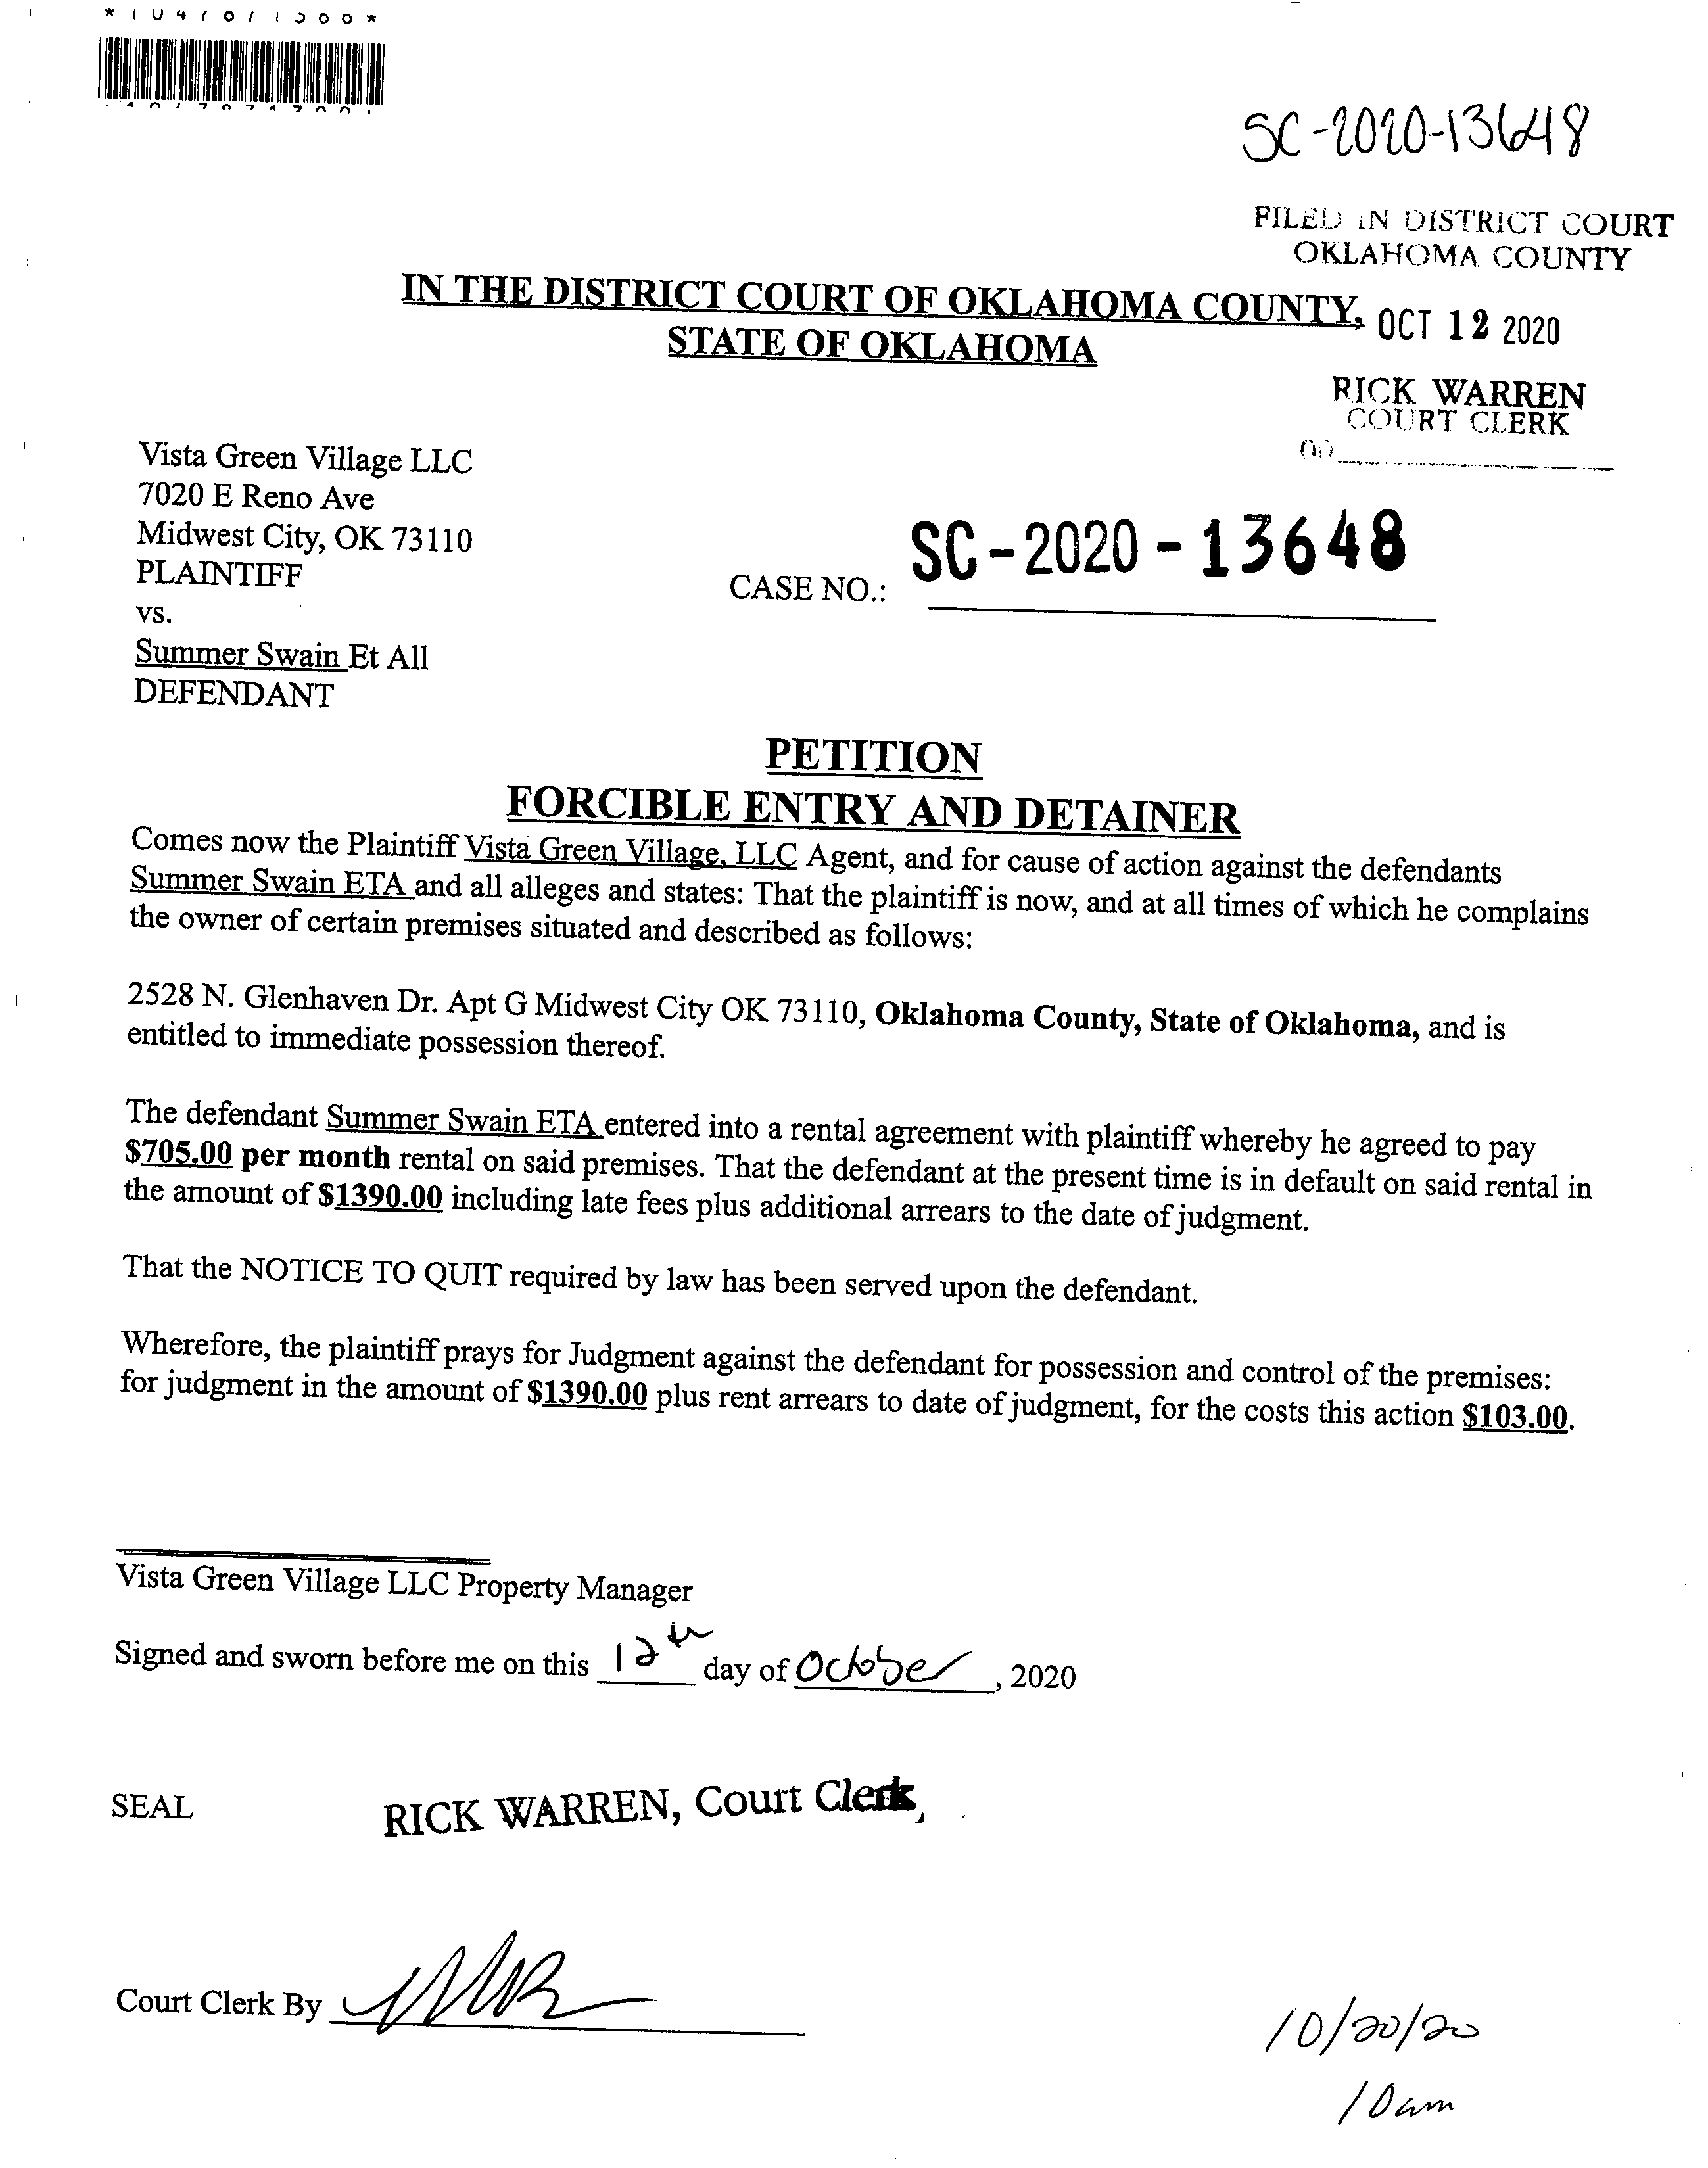 SC-2020-13648
FILED IN DISTRICT COURT
OKLAHOMA COUNTY
IN THE DISTRICT COURT OF OKLAHOMA COUNTY,
STATE OF OKLAHOMA
OCT 12 2020
RICK WARREN
COURT CLERK
Vista Green Village LLC
7020 E Reno Ave
Midwest City, OK 73110
PLAINTIFF
vs.
Summer Swain Et All
DEFENDANT
CASE NO.: SC-2020-13648
PETITION
FORCIBLE ENTRY AND DETAINER
Comes now the Plaintiff Vista Green Village, LLC Agent, and for cause of action against the defendants
Summer Swain ETA and all alleges and states: That the plaintiff is now, and at all times of which he complains
the owner of certain premises situated and described as follows:
2528 N. Glenhaven Dr. Apt G Midwest City OK 73110, Oklahoma County, State of Oklahoma, and is
entitled to immediate possession thereof.
The defendant Summer Swain ETA entered into a rental agreement with plaintiff whereby he agreed to pay
$705.00 per month rental on said premises. That the defendant at the present time is in default on said rental in
the amount of $1390.00 including late fees plus additional arrears to the date of judgment.
That the NOTICE TO QUIT required by law has been served upon the defendant.
Wherefore, the plaintiff prays for Judgment against the defendant for possession and control of the premises:
for judgment in the amount of $1390.00 plus rent arrears to date of judgment, for the costs this action $103.00.
Vista Green Village LLC Property Manager
Signed and sworn before me on this 12th day of October, 2020
SEAL
RICK WARREN, Court Clerk
Court Clerk By
10/20/20
10am